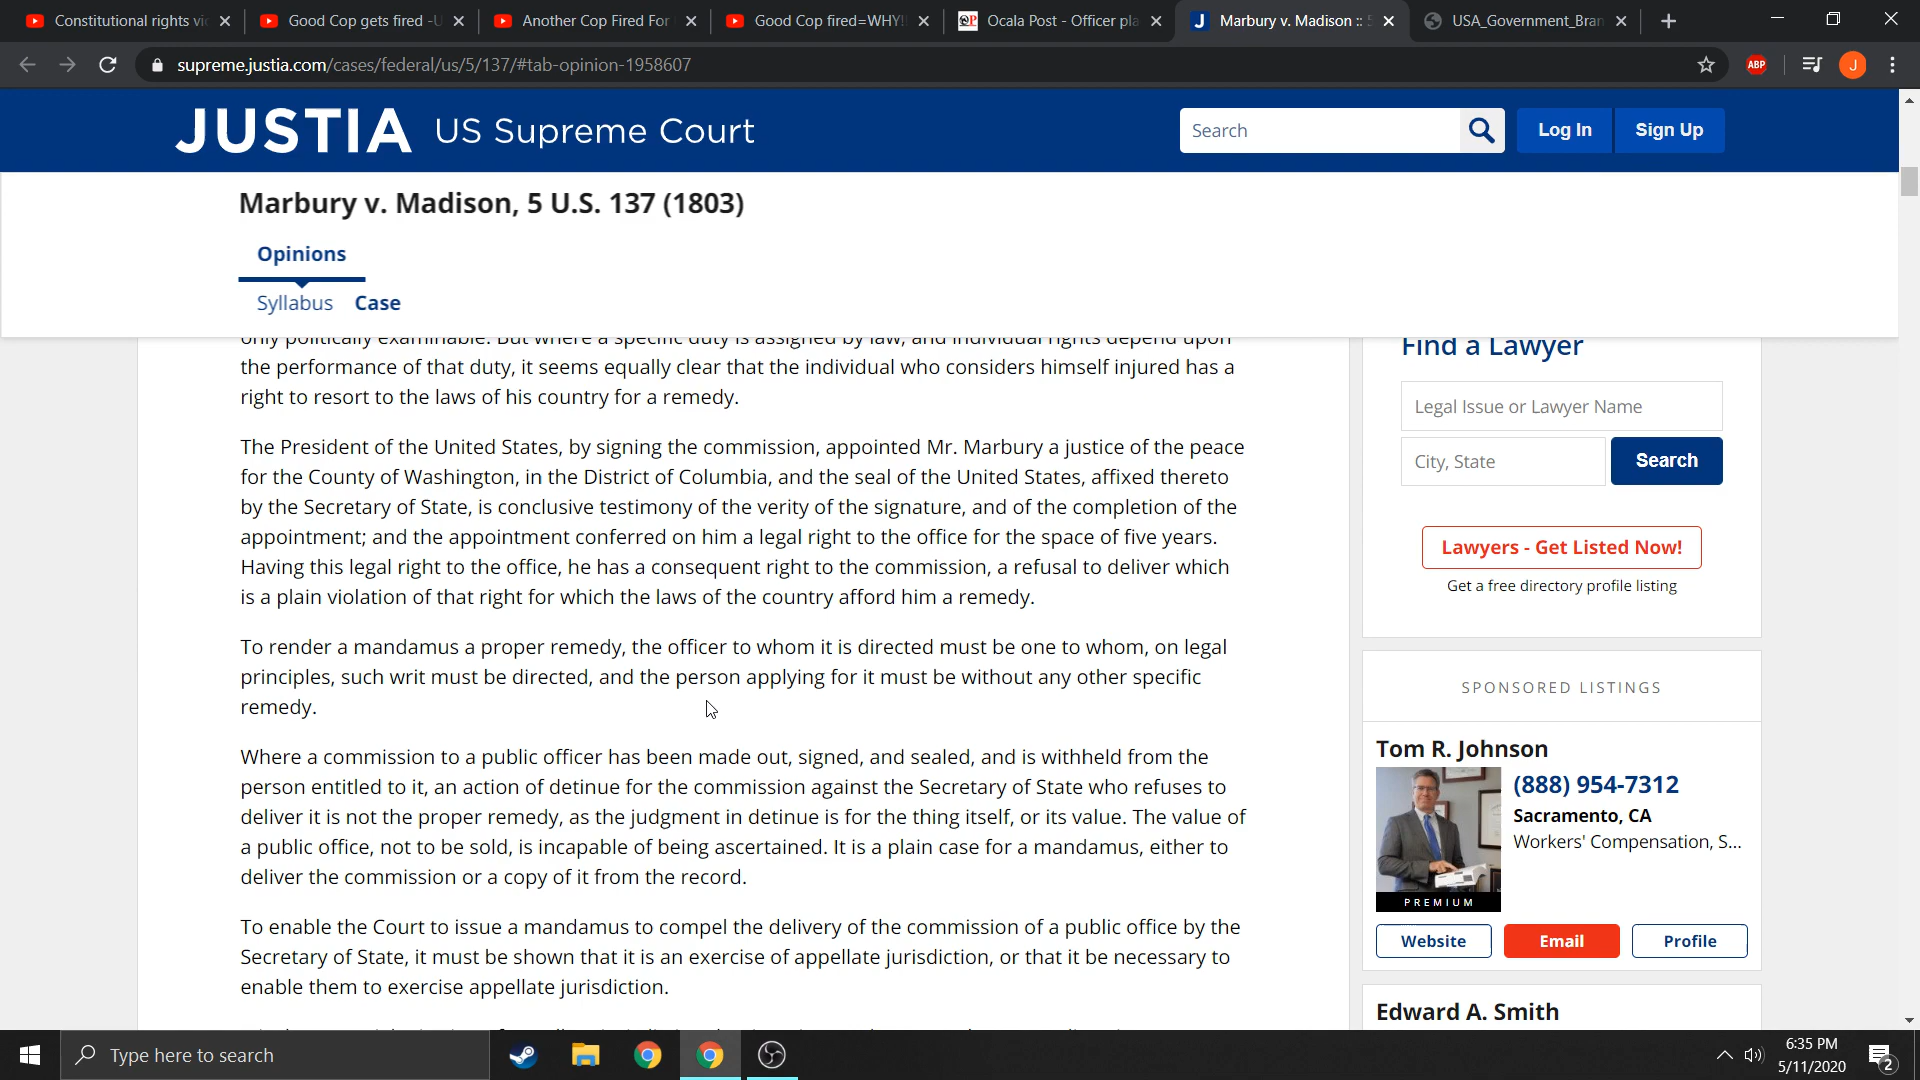 Constitutional rights vi
Good Cop gets fired -U
Another Cop Fired For
Good Cop fired=WHY!
Ocala Post - Officer pla
Marbury v. Madison ::
USA_Government_Bran
supreme.justia.com/cases/federal/us/5/137/#tab-opinion-1958607
ABP
J
JUSTIA US Supreme Court
Search
Log In
Sign Up
Marbury v. Madison, 5 U.S. 137 (1803)
Opinions
Syllabus Case
only politically examinable. But where a specific duty is assigned by law, and individual rights depend upon
the performance of that duty, it seems equally clear that the individual who considers himself injured has a
right to resort to the laws of his country for a remedy.
The President of the United States, by signing the commission, appointed Mr. Marbury a justice of the peace
for the County of Washington, in the District of Columbia, and the seal of the United States, affixed thereto
by the Secretary of State, is conclusive testimony of the verity of the signature, and of the completion of the
appointment; and the appointment conferred on him a legal right to the office for the space of five years.
Having this legal right to the office, he has a consequent right to the commission, a refusal to deliver which
is a plain violation of that right for which the laws of the country afford him a remedy.
To render a mandamus a proper remedy, the officer to whom it is directed must be one to whom, on legal
principles, such writ must be directed, and the person applying for it must be without any other specific
remedy.
Where a commission to a public officer has been made out, signed, and sealed, and is withheld from the
person entitled to it, an action of detinue for the commission against the Secretary of State who refuses to
deliver it is not the proper remedy, as the judgment in detinue is for the thing itself, or its value. The value of
a public office, not to be sold, is incapable of being ascertained. It is a plain case for a mandamus, either to
deliver the commission or a copy of it from the record.
To enable the Court to issue a mandamus to compel the delivery of the commission of a public office by the
Secretary of State, it must be shown that it is an exercise of appellate jurisdiction, or that it be necessary to
enable them to exercise appellate jurisdiction.
Find a Lawyer
Legal Issue or Lawyer Name
City, State
Search
Lawyers - Get Listed Now!
Get a free directory profile listing
SPONSORED LISTINGS
Tom R. Johnson
(888) 954-7312
Sacramento, CA
Workers' Compensation, S...
PREMIUM
Website
Email
Profile
Edward A. Smith
Type here to search
6:35 PM
5/11/2020
2